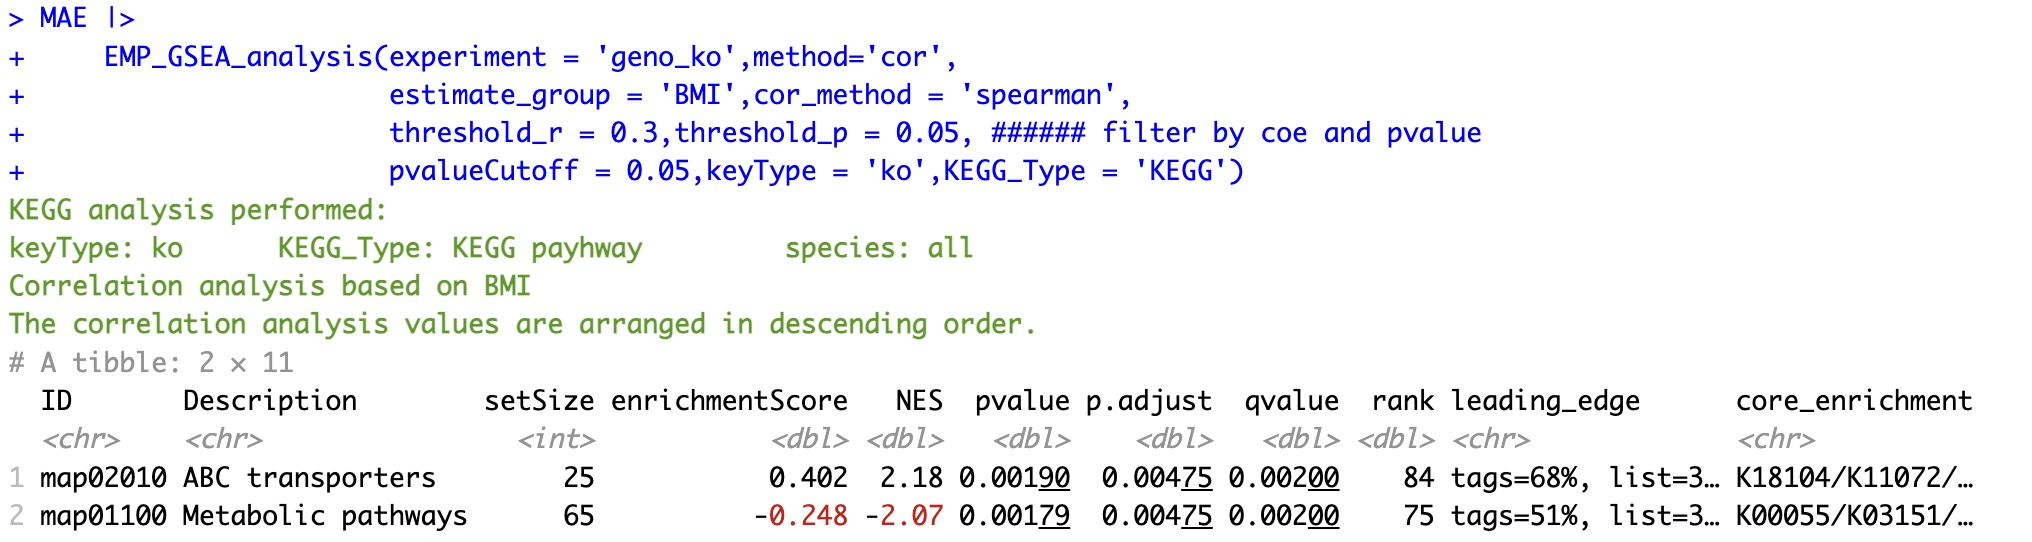 > MAE |>
+     EMP_GSEA_analysis(experiment = 'geno_ko',method='cor',
+                       estimate_group = 'BMI',cor_method = 'spearman',
+                       threshold_r = 0.3,threshold_p = 0.05, ###### filter by coe and pvalue
+                       pvalueCutoff = 0.05,keyType = 'ko',KEGG_Type = 'KEGG')
KEGG analysis performed:
keyType: ko      KEGG_Type: KEGG payhway         species: all
Correlation analysis based on BMI
The correlation analysis values are arranged in descending order.
# A tibble: 2 × 11
  ID       Description        setSize enrichmentScore   NES  pvalue p.adjust  qvalue  rank leading_edge      core_enrichment
  <chr>    <chr>                <int>           <dbl> <dbl>   <dbl>    <dbl>   <dbl> <dbl> <chr>             <chr>
1 map02010 ABC transporters        25           0.402  2.18 0.00190  0.00475 0.00200    84 tags=68%, list=3… K18104/K11072/…
2 map01100 Metabolic pathways      65          -0.248 -2.07 0.00179  0.00475 0.00200    75 tags=51%, list=3… K00055/K03151/…